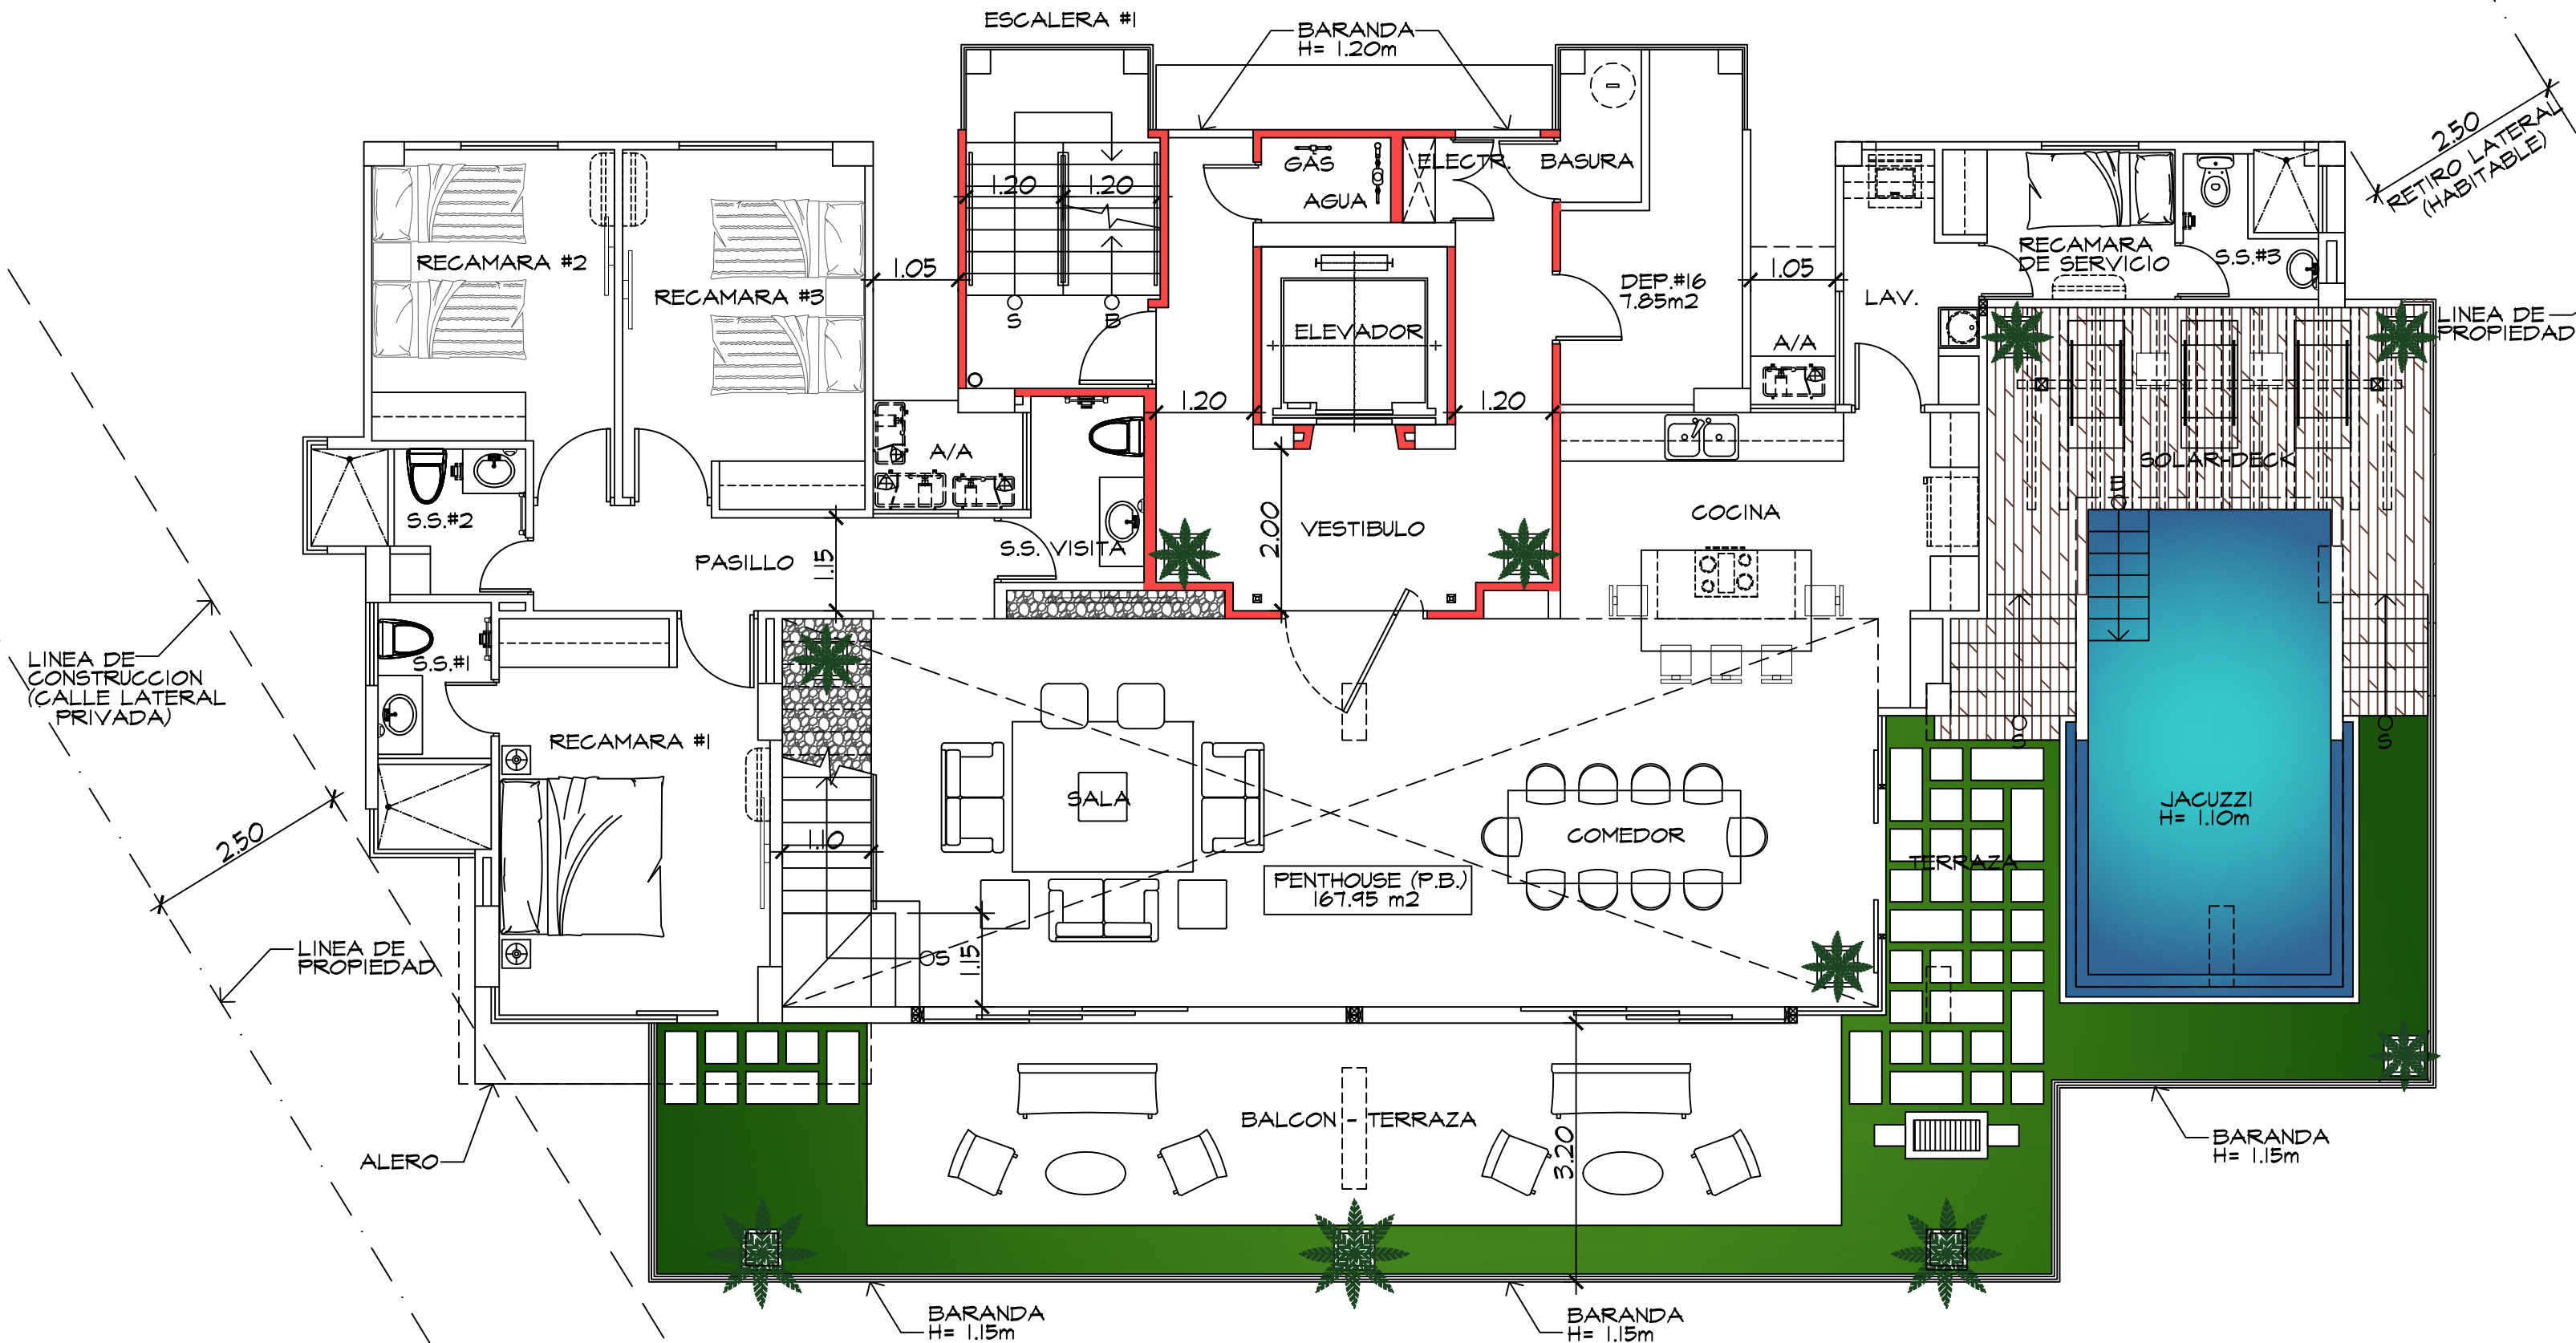 ESCALERA #1
BARANDA
H= 1.20m
2.50
RETIRO LATERAL
(HABITABLE)
GAS
ELECTR.
BASURA
AGUA
1.20
1.20
RECAMARA #2
RECAMARA #3
1.05
S
B
ELEVADOR
DEP.#16
7.85m2
1.05
LAV.
RECAMARA
DE SERVICIO
S.S.#3
LINEA DE
PROPIEDAD
A/A
1.20
1.20
A/A
SOLAR-DECK
S.S.#2
PASILLO
1.15
S.S. VISITA
2.00
VESTIBULO
COCINA
B
LINEA DE
CONSTRUCCION
(CALLE LATERAL
PRIVADA)
S.S.#1
RECAMARA #1
S
S
SALA
1.10
2.50
COMEDOR
JACUZZI
H= 1.10m
TERRAZA
PENTHOUSE (P.B.)
167.95 m2
LINEA DE
PROPIEDAD
S
1.15
BALCON - TERRAZA
3.20
ALERO
BARANDA
H= 1.15m
BARANDA
H= 1.15m
BARANDA
H= 1.15m